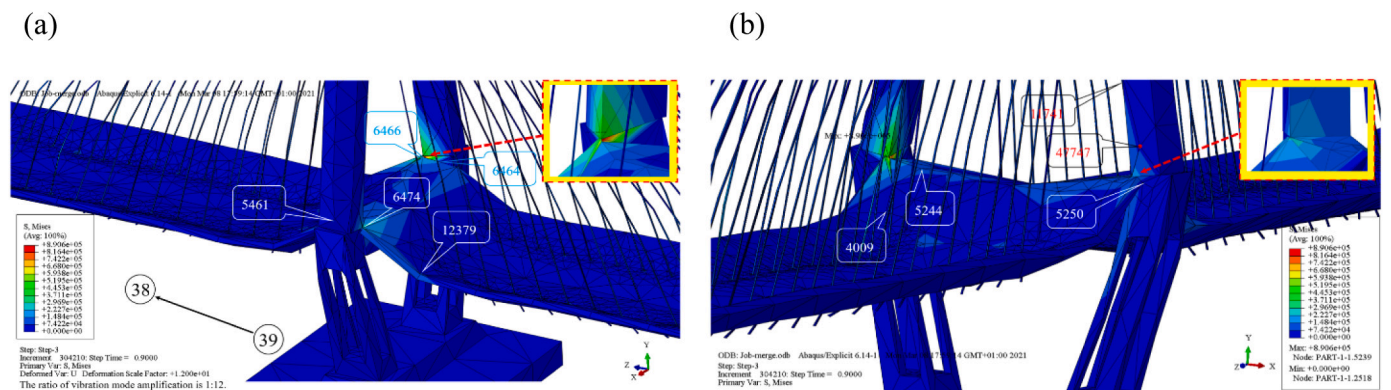 (a)
(b)
ODB: Job-merge.odb Abaqus/Explicit 6.14-
GMT+01:00 2021
6466
6464
5461
6474
12379
S, Mises
(Avg: 100%)
+8.906e+05
+8.164e+05
+7.422e+05
+6.680e+05
+5.938e+05
+5.195e+05
+4.453e+05
+3.711e+05
+2.969e+05
+2.227e+05
+1.484e+05
+7.422e+04
+0.000e+00
38
39
Step: Step-3
Increment 304210: Step Time = 0.9000
Primary Var: S, Mises
Deformed Var: U Deformation Scale Factor: +1.200e+01
The ratio of vibration mode amplification is 1:12.
Y
Z
X
11741
47747
5244
5250
4009
S, Mises
(Avg: 100%)
+8.906e+05
+8.164e+05
+7.422e+05
+6.680e+05
+5.938e+05
+5.195e+05
+4.453e+05
+3.711e+05
+2.969e+05
+2.227e+05
+1.484e+05
+7.422e+04
+0.000e+00
Max: +8.906e+05
Node: PART-1-1.5239
Min: +0.000e+00
Node: PART-1-1.2518
ODB: Job-merge.odb Abaqus/Explicit 6.14-1
GMT+01:00 2021
Step: Step-3
Increment 304210: Step Time = 0.9000
Primary Var: S, Mises
Y
Z
X